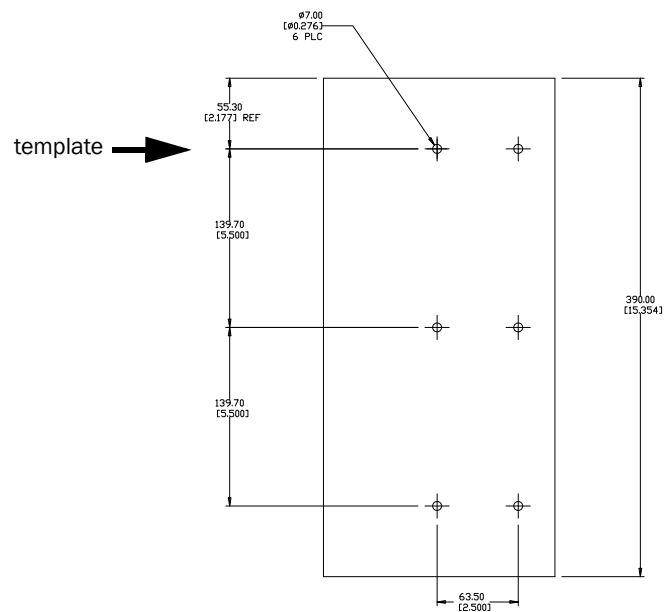 ø7.00
[ø0.276]
6 PLC
55.30
[2.177] REF
template
139.70
[5.500]
390.00
[15.354]
139.70
[5.500]
63.50
[2.500]